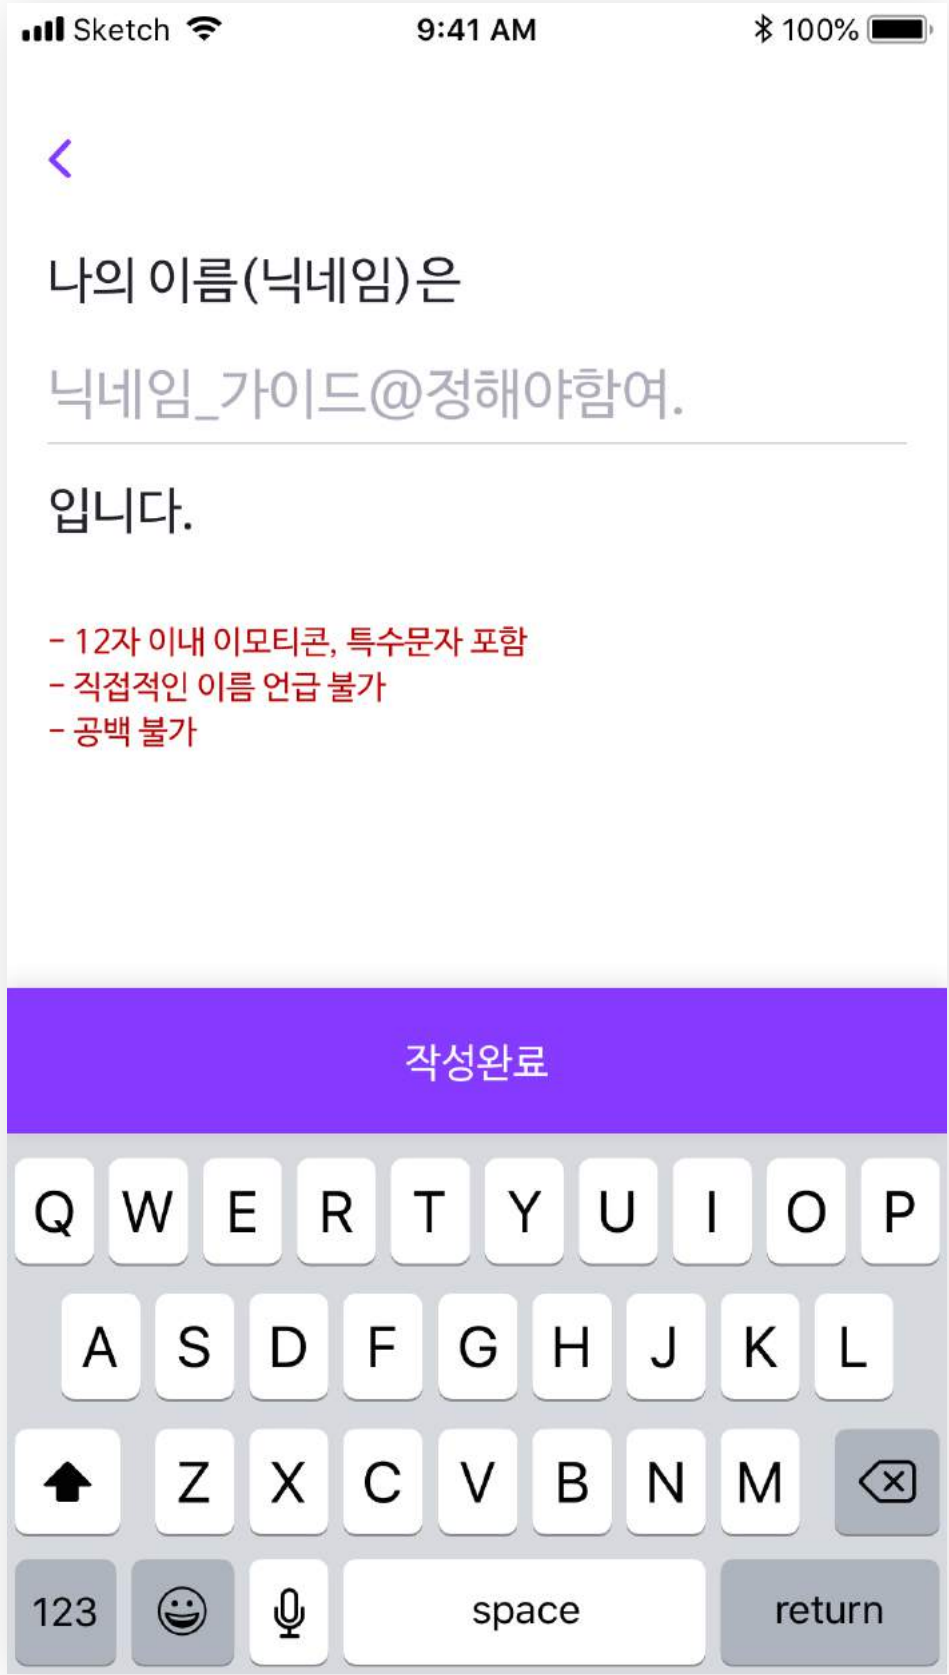 Sketch 9:41 AM 100%
나의 이름(닉네임)은
닉네임_가이드@정해야함여.
입니다.
- 12자 이내 이모티콘, 특수문자 포함
- 직접적인 이름 언급 불가
- 공백 불가
작성완료
Q W E R T Y U I O P
A S D F G H J K L
Z X C V B N M
123 space return